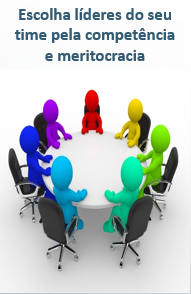 Escolha líderes do seu
time pela competência
e meritocracia